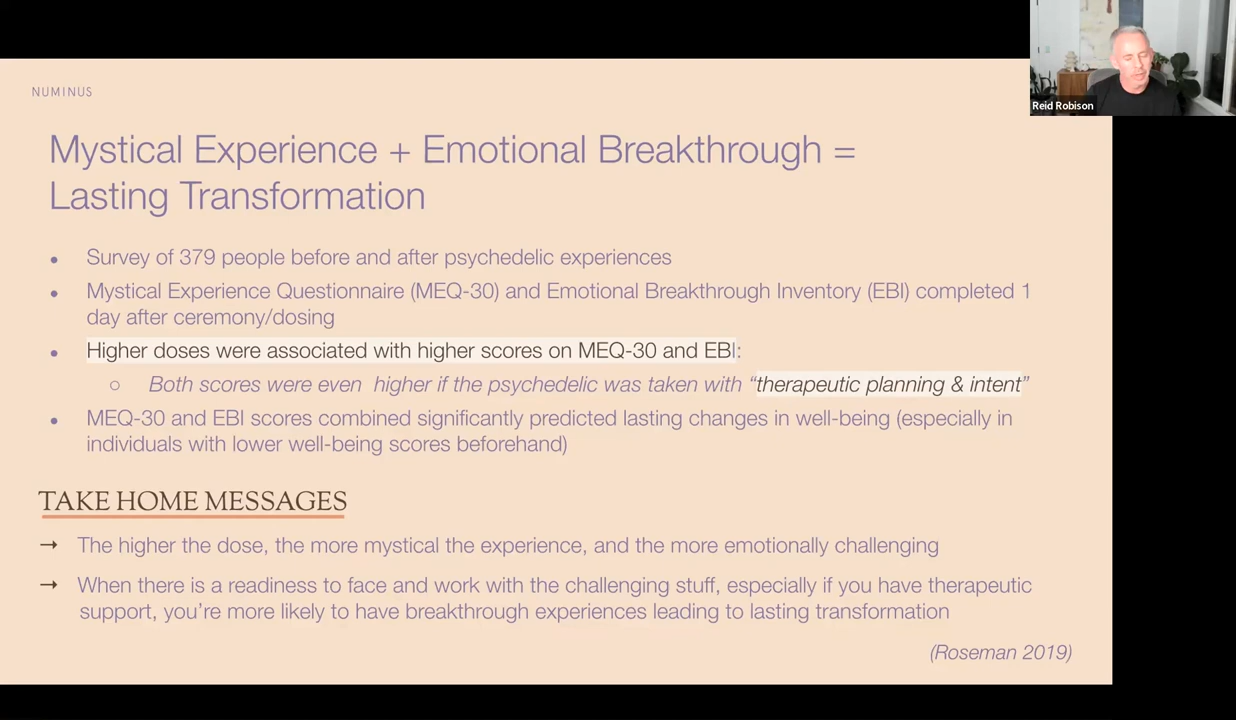 Reid Robison
NUMINUS
Mystical Experience + Emotional Breakthrough =
Lasting Transformation
• Survey of 379 people before and after psychedelic experiences
• Mystical Experience Questionnaire (MEQ-30) and Emotional Breakthrough Inventory (EBI) completed 1
day after ceremony/dosing
• Higher doses were associated with higher scores on MEQ-30 and EBI:
○ Both scores were even higher if the psychedelic was taken with “therapeutic planning & intent”
• MEQ-30 and EBI scores combined significantly predicted lasting changes in well-being (especially in
individuals with lower well-being scores beforehand)
TAKE HOME MESSAGES
→ The higher the dose, the more mystical the experience, and the more emotionally challenging
→ When there is a readiness to face and work with the challenging stuff, especially if you have therapeutic
support, you’re more likely to have breakthrough experiences leading to lasting transformation
(Roseman 2019)